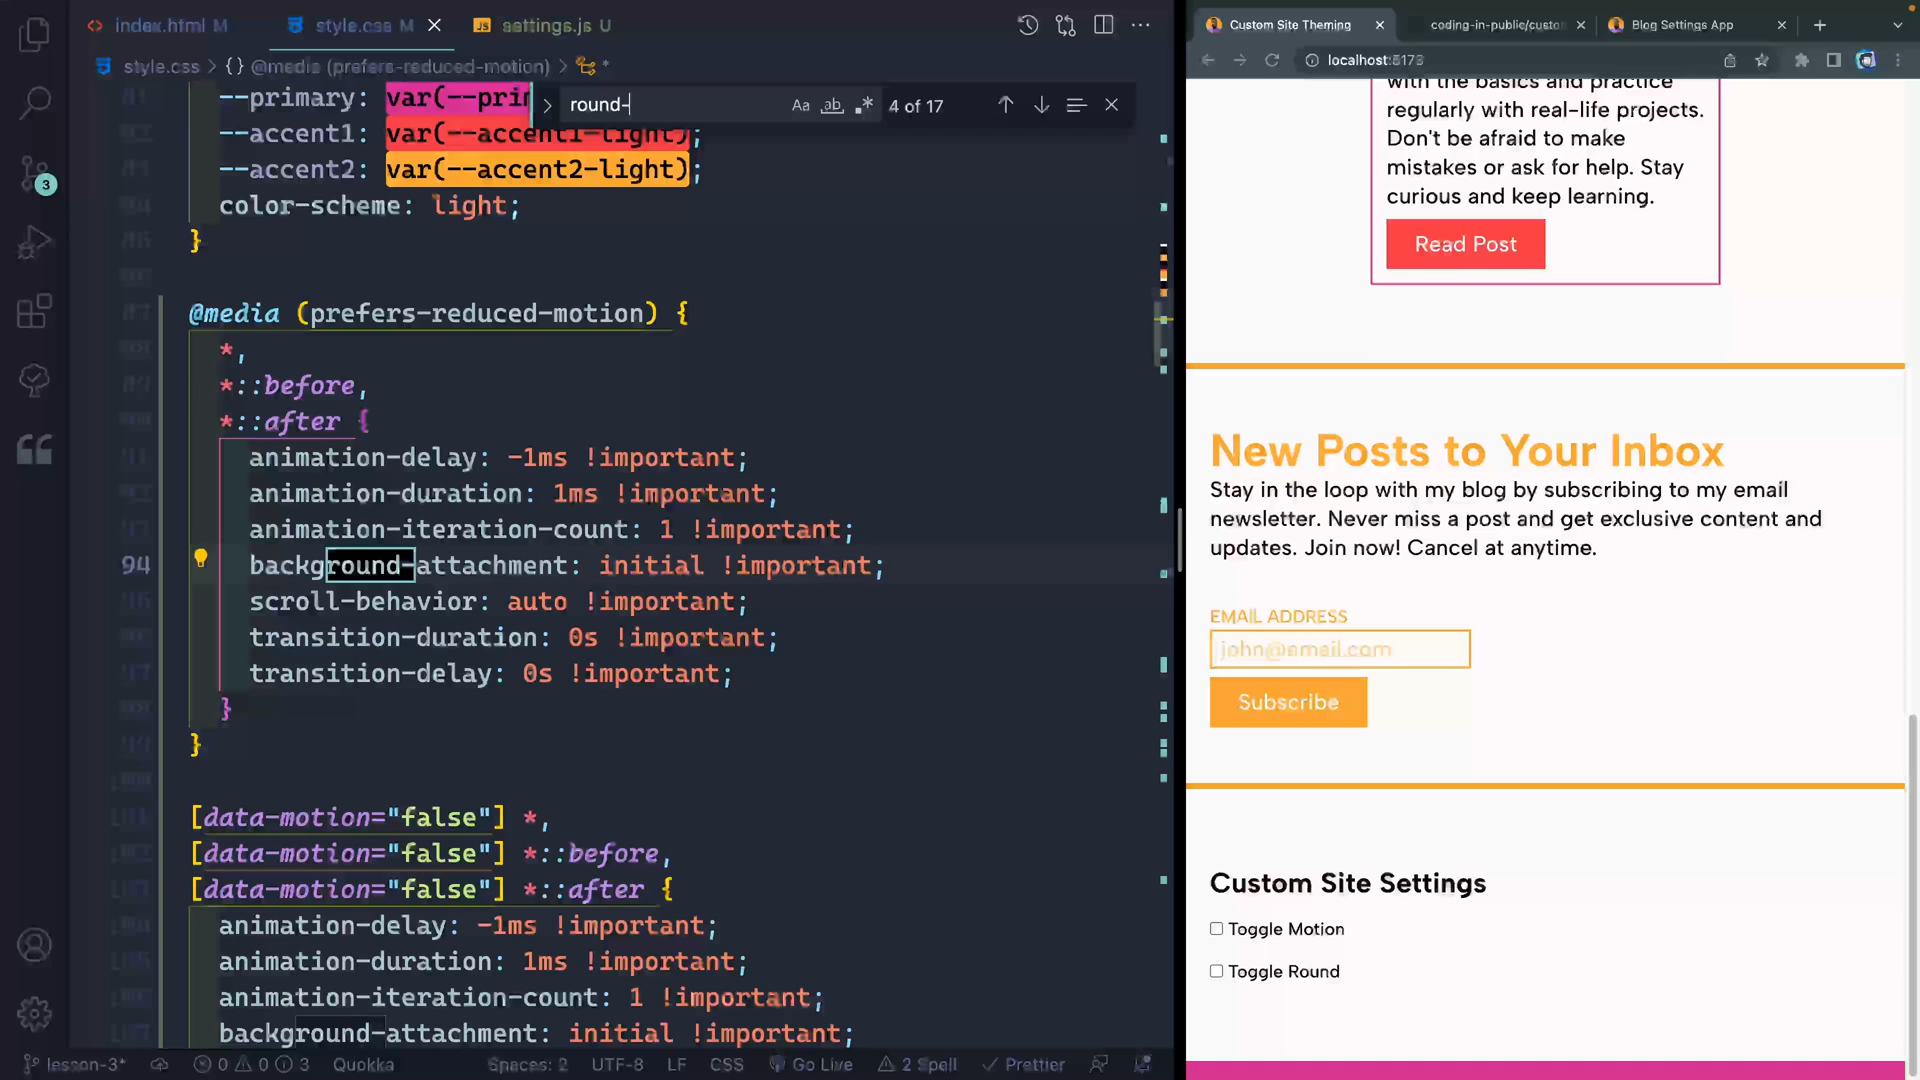 index.html M
style.css M
settings.js U
style.css > {} @media (prefers-reduced-motion) > *
--primary: var(--prin
--accent1: var(--accent1-light);
--accent2: var(--accent2-light);
color-scheme: light;
}
round-
Aa ab .* 4 of 17
@media (prefers-reduced-motion) {
*,
*::before,
*::after {
animation-delay: -1ms !important;
animation-duration: 1ms !important;
animation-iteration-count: 1 !important;
94 background-attachment: initial !important;
scroll-behavior: auto !important;
transition-duration: 0s !important;
transition-delay: 0s !important;
}
}
[data-motion="false"] *,
[data-motion="false"] *::before,
[data-motion="false"] *::after {
animation-delay: -1ms !important;
animation-duration: 1ms !important;
animation-iteration-count: 1 !important;
background-attachment: initial !important;
3
lesson-3* 0 0 3 Quokka Spaces: 2 UTF-8 LF CSS Go Live 2 Spell Prettier
Custom Site Theming
coding-in-public/custom
Blog Settings App
localhost:5173
with the basics and practice
regularly with real-life projects.
Don't be afraid to make
mistakes or ask for help. Stay
curious and keep learning.
Read Post
New Posts to Your Inbox
Stay in the loop with my blog by subscribing to my email
newsletter. Never miss a post and get exclusive content and
updates. Join now! Cancel at anytime.
EMAIL ADDRESS
john@email.com
Subscribe
Custom Site Settings
Toggle Motion
Toggle Round